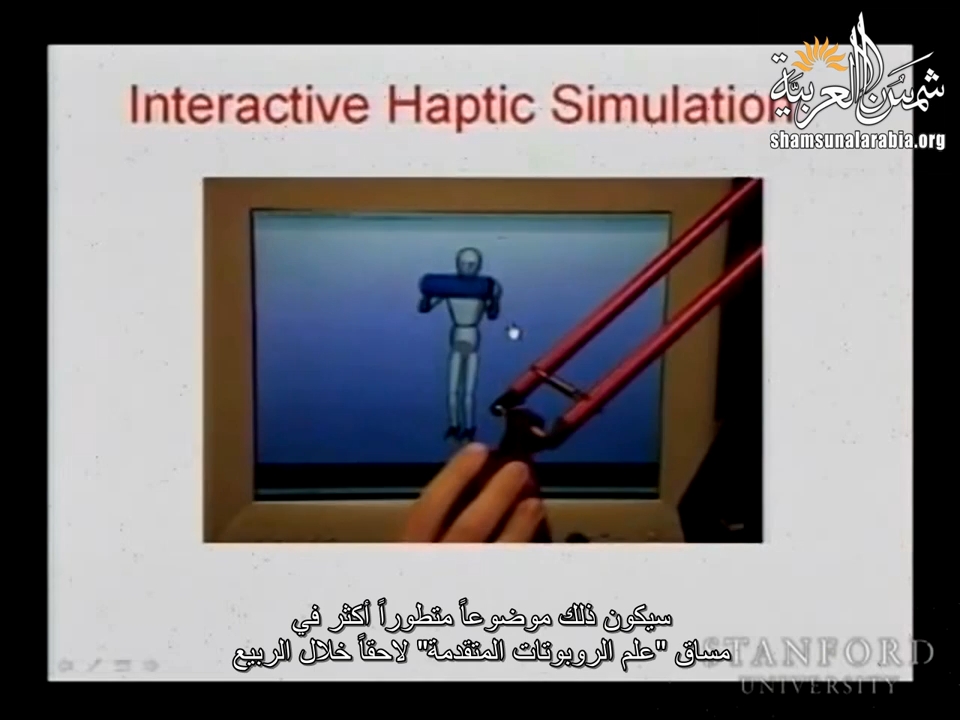 Interactive Haptic Simulation
شمس العربية
shamsunalarabia.org
سيكون ذلك موضوعاً متطوراً أكثر في
مساق "علم الروبوتات المتقدمة" لاحقاً خلال الربيع
STANFORD
UNIVERSITY